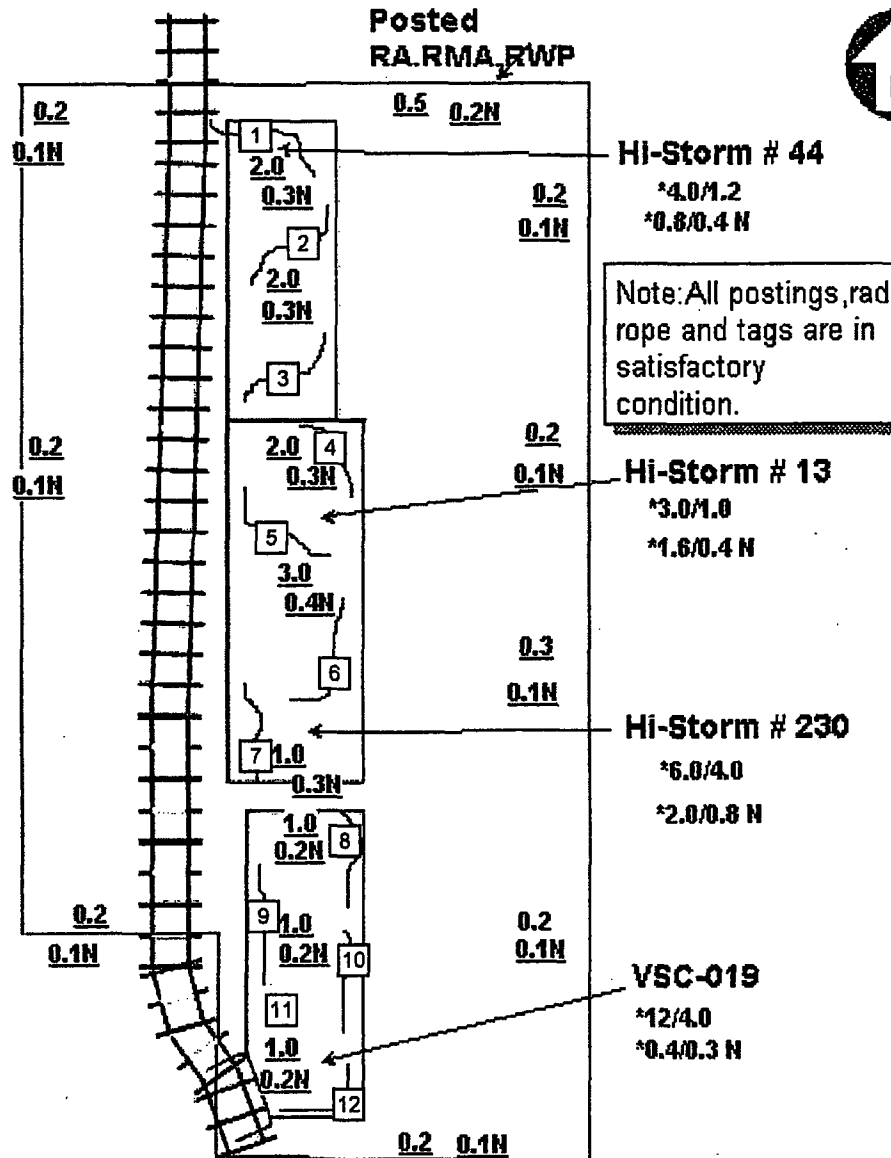 Posted
RA.RMA.RWP
0.2
0.1N
0.5 0.2N
1
2.0
0.3N
Hi-Storm # 44
*4.0/1.2
*0.8/0.4 N
0.2
0.1N
2
2.0
0.3N
Note:All postings,rad
rope and tags are in
satisfactory
condition.
3
0.2
0.1N
4
2.0
0.3N
0.2
0.1N
Hi-Storm # 13
*3.0/1.0
*1.6/0.4 N
5
3.0
0.4N
6
0.3
0.1N
7
1.0
0.3N
Hi-Storm # 230
*6.0/4.0
*2.0/0.8 N
1.0
0.2N
8
0.2
0.1N
9
1.0
0.2N
10
0.2
0.1N
11
1.0
0.2N
VSC-019
*12/4.0
*0.4/0.3 N
12
0.2 0.1N